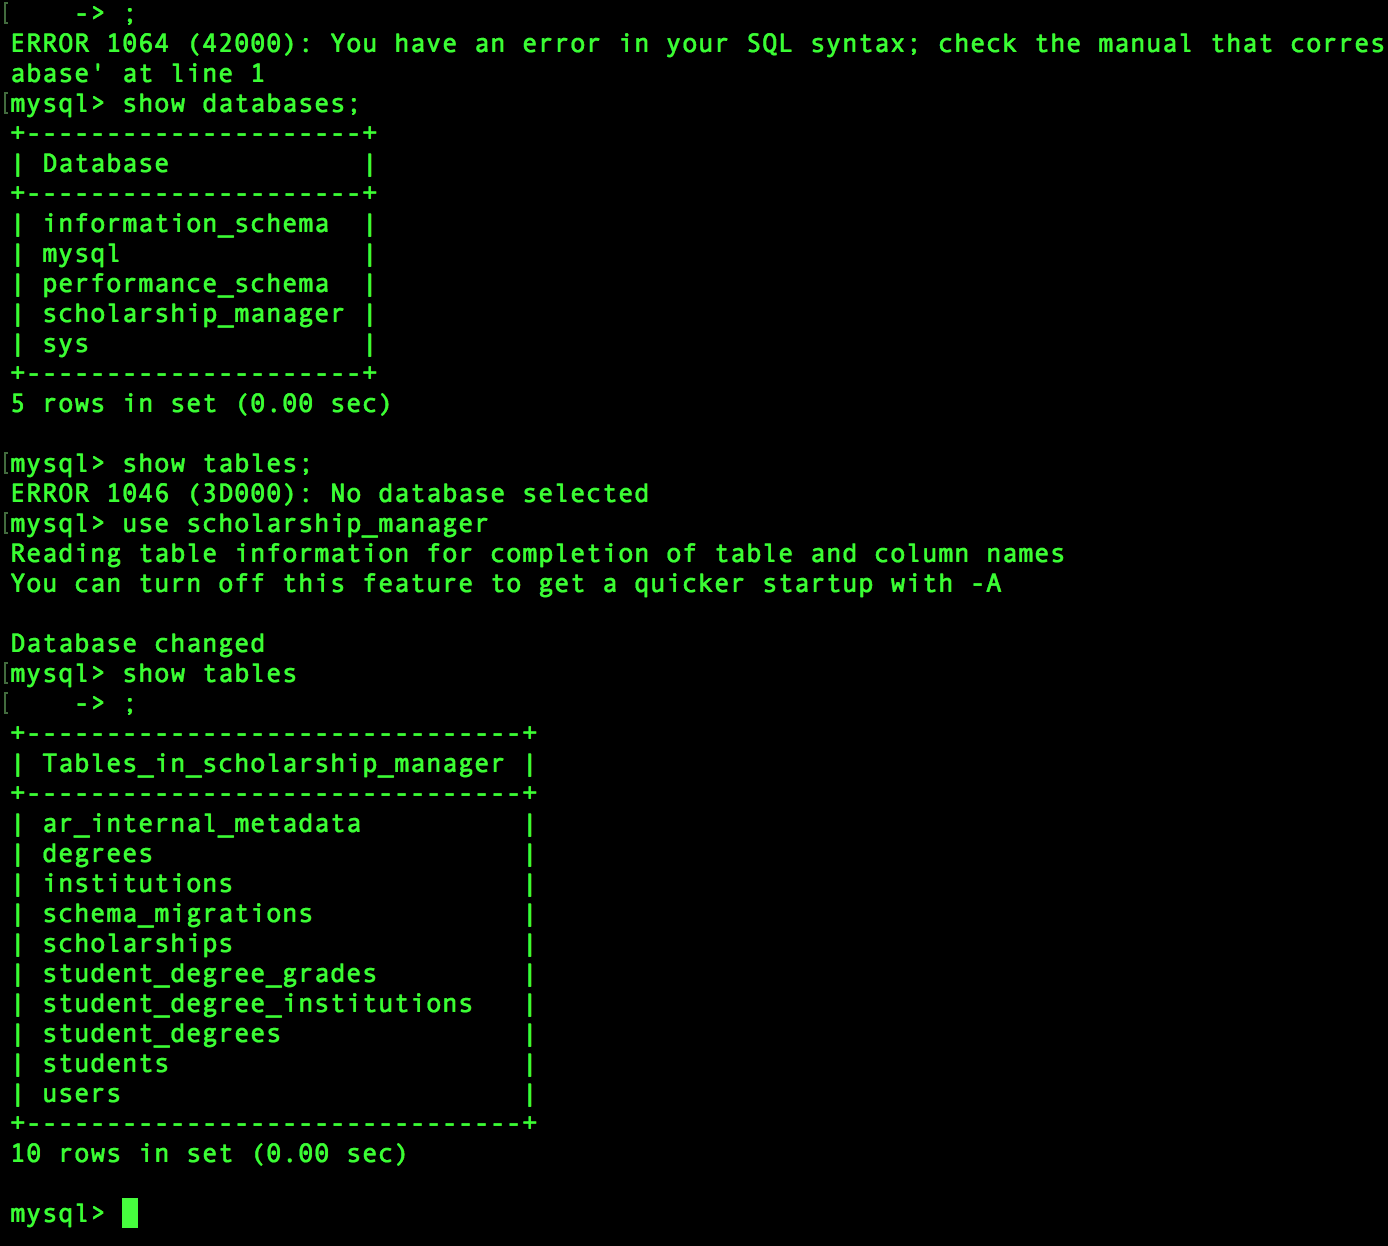 [    -> ;
ERROR 1064 (42000): You have an error in your SQL syntax; check the manual that corres
abase' at line 1
[mysql> show databases;
+---------------------+
| Database            |
+---------------------+
| information_schema  |
| mysql               |
| performance_schema  |
| scholarship_manager |
| sys                 |
+---------------------+
5 rows in set (0.00 sec)

[mysql> show tables;
ERROR 1046 (3D000): No database selected
[mysql> use scholarship_manager
Reading table information for completion of table and column names
You can turn off this feature to get a quicker startup with -A

Database changed
[mysql> show tables
[    -> ;
+-------------------------------+
| Tables_in_scholarship_manager |
+-------------------------------+
| ar_internal_metadata          |
| degrees                       |
| institutions                  |
| schema_migrations             |
| scholarships                  |
| student_degree_grades         |
| student_degree_institutions   |
| student_degrees               |
| students                      |
| users                         |
+-------------------------------+
10 rows in set (0.00 sec)

mysql>